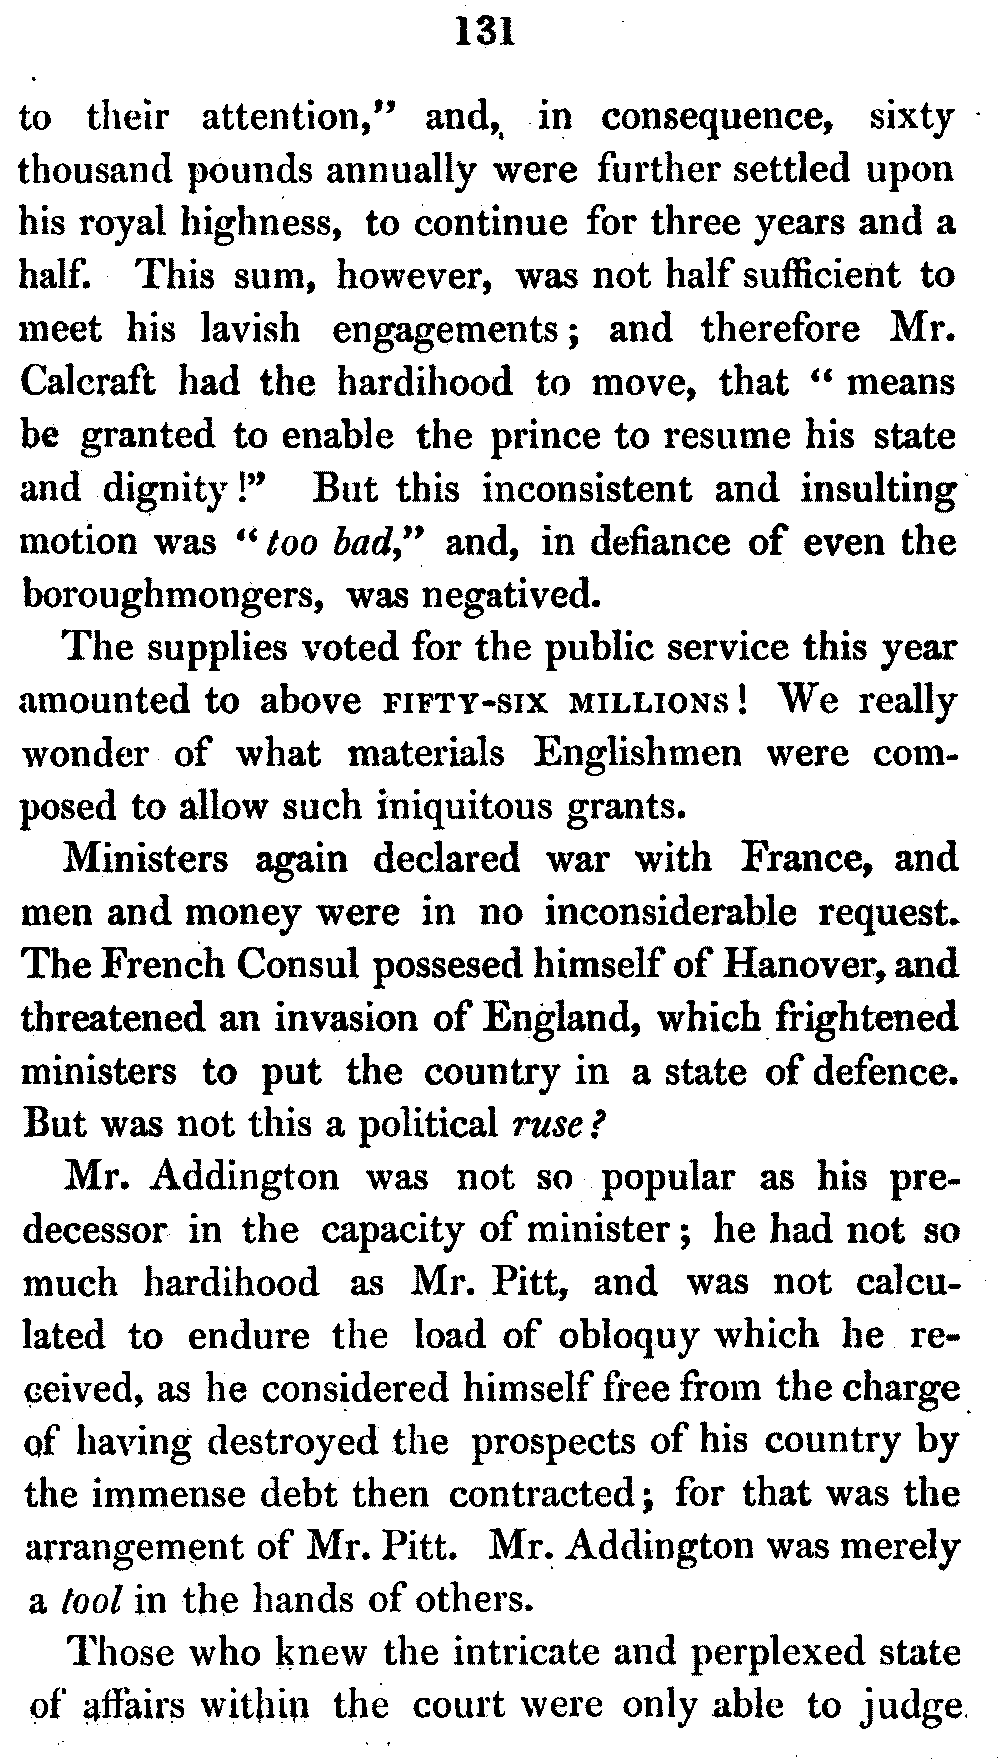 131
to their attention,” and, in consequence, sixty
thousand pounds annually were further settled upon
his royal highness, to continue for three years and a
half. This sum, however, was not half sufficient to
meet his lavish engagements; and therefore Mr.
Calcraft had the hardihood to move, that “ means
be granted to enable the prince to resume his state
and dignity!” But this inconsistent and insulting
motion was “too bad,” and, in defiance of even the
boroughmongers, was negatived.
The supplies voted for the public service this year
amounted to above FIFTY-SIX MILLIONS! We really
wonder of what materials Englishmen were com-
posed to allow such iniquitous grants.
Ministers again declared war with France, and
men and money were in no inconsiderable request.
The French Consul possesed himself of Hanover, and
threatened an invasion of England, which frightened
ministers to put the country in a state of defence.
But was not this a political ruse?
Mr. Addington was not so popular as his pre-
decessor in the capacity of minister; he had not so
much hardihood as Mr. Pitt, and was not calcu-
lated to endure the load of obloquy which he re-
ceived, as he considered himself free from the charge
of having destroyed the prospects of his country by
the immense debt then contracted; for that was the
arrangement of Mr. Pitt. Mr. Addington was merely
a tool in the hands of others.
Those who knew the intricate and perplexed state
of affairs within the court were only able to judge